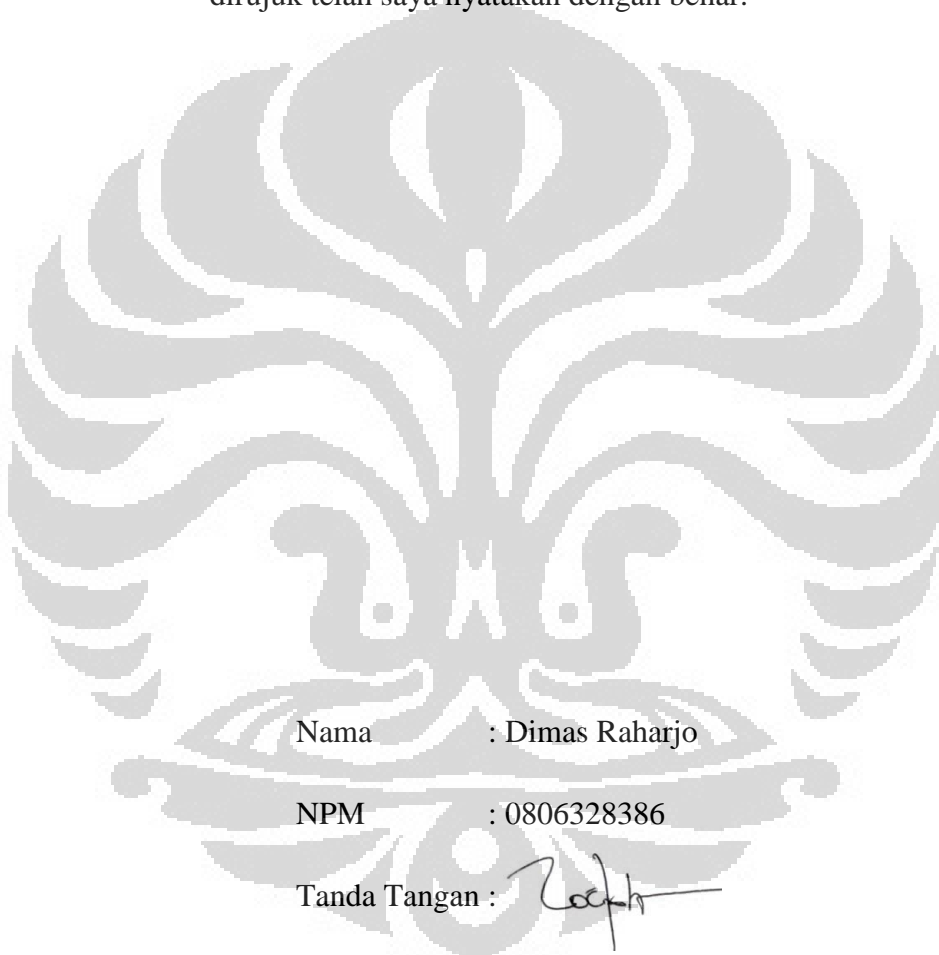 dirujuk telah saya nyatakan dengan benar.
Nama : Dimas Raharjo
NPM : 0806328386
Tanda Tangan :